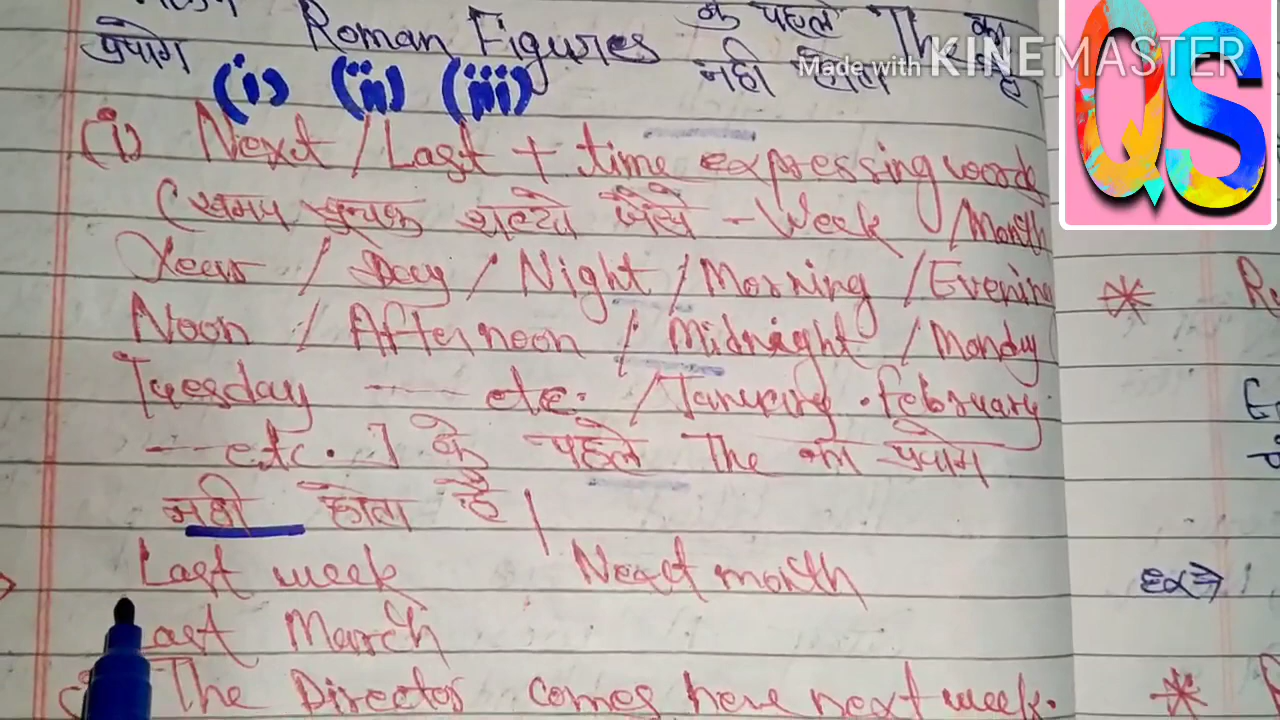 प्रयोग Roman Figures के पहले The का
नही होता है
Made with KINEMASTER
QS
(i) (ii) (iii)
(i) Next / Last + time expressing words
(समय सूचक शब्दो जैसे - Week / Month
Year / Day / Night / Morning / Evening
Noon / Afternoon / Midnight / Monday
Tuesday ---- etc. / January. February
--- etc. ] के पहले The का प्रयोग
नही होता है |
Last week Next month
Ex⇒
Last March
The Director comes here next week.